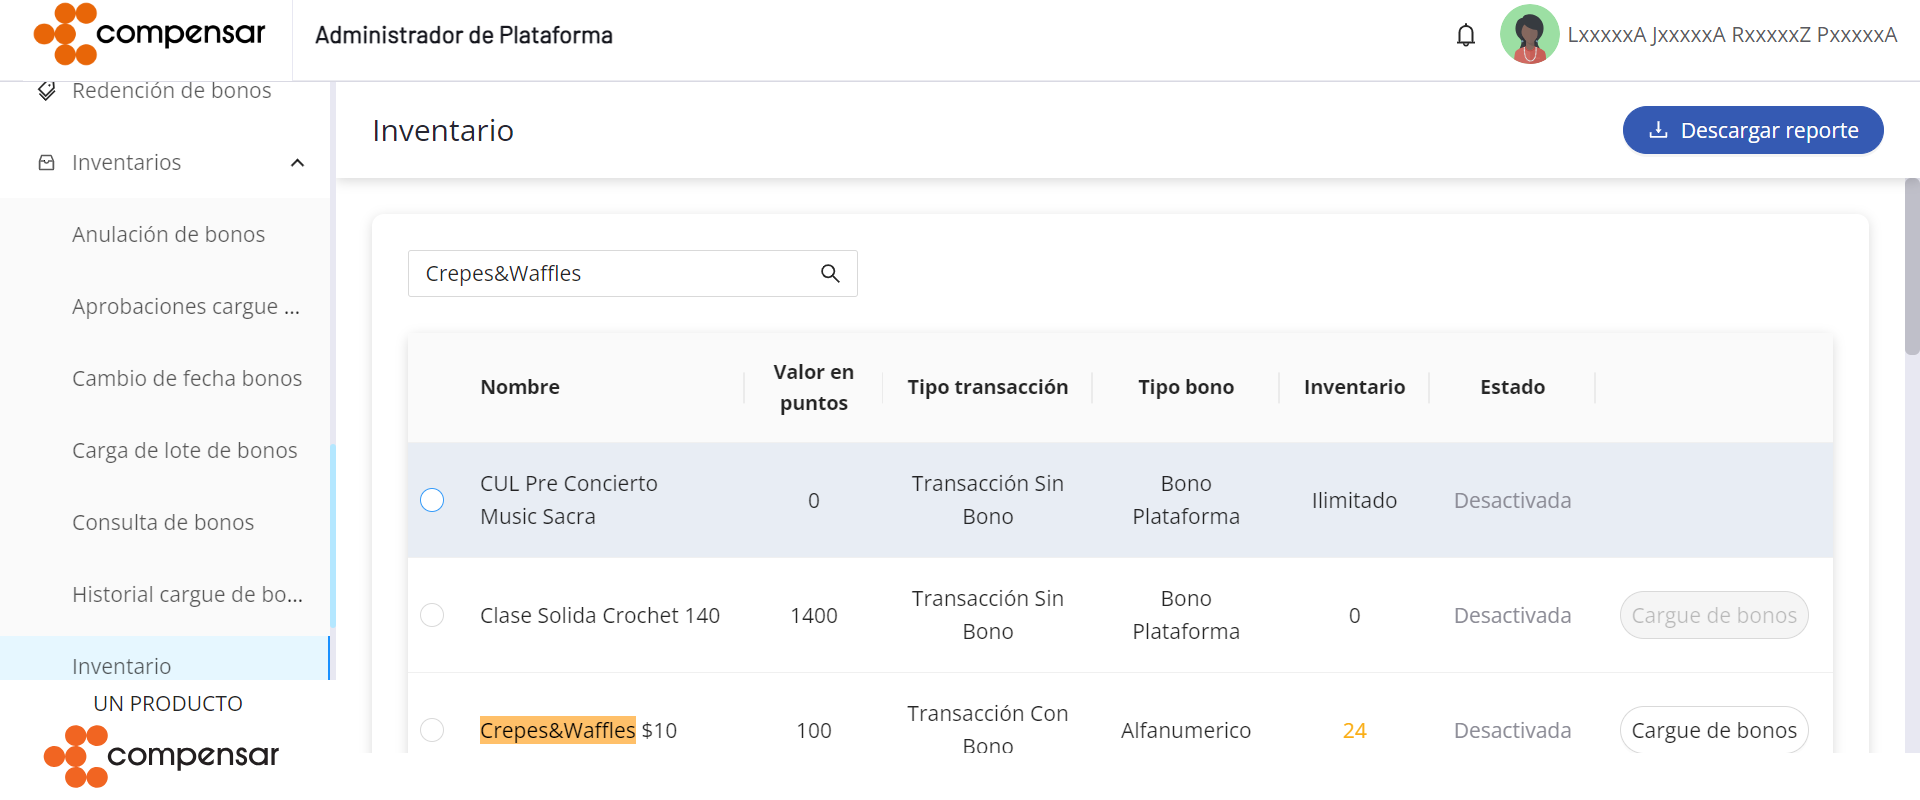 compensar
Administrador de Plataforma
LxxxxxA JxxxxxA RxxxxxZ PxxxxxA
Redención de bonos
Inventarios
Anulación de bonos
Aprobaciones cargue ...
Cambio de fecha bonos
Carga de lote de bonos
Consulta de bonos
Historial cargue de bo...
Inventario
UN PRODUCTO
compensar
Inventario
Descargar reporte
Crepes&Waffles
Nombre
Valor en
puntos
Tipo transacción
Tipo bono
Inventario
Estado
CUL Pre Concierto
Music Sacra
0
Transacción Sin
Bono
Bono
Plataforma
Ilimitado
Desactivada
Clase Solida Crochet 140
1400
Transacción Sin
Bono
Bono
Plataforma
0
Desactivada
Cargue de bonos
Crepes&Waffles $10
100
Transacción Con
Bono
Alfanumerico
24
Desactivada
Cargue de bonos